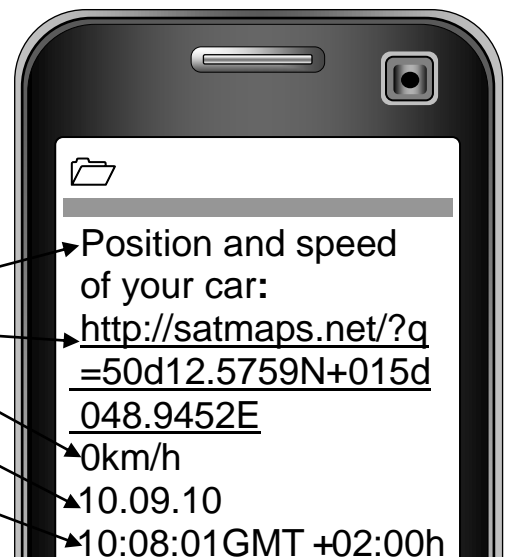 Position and speed
of your car:
http://satmaps.net/?q
=50d12.5759N+015d
048.9452E
0km/h
10.09.10
10:08:01GMT +02:00h